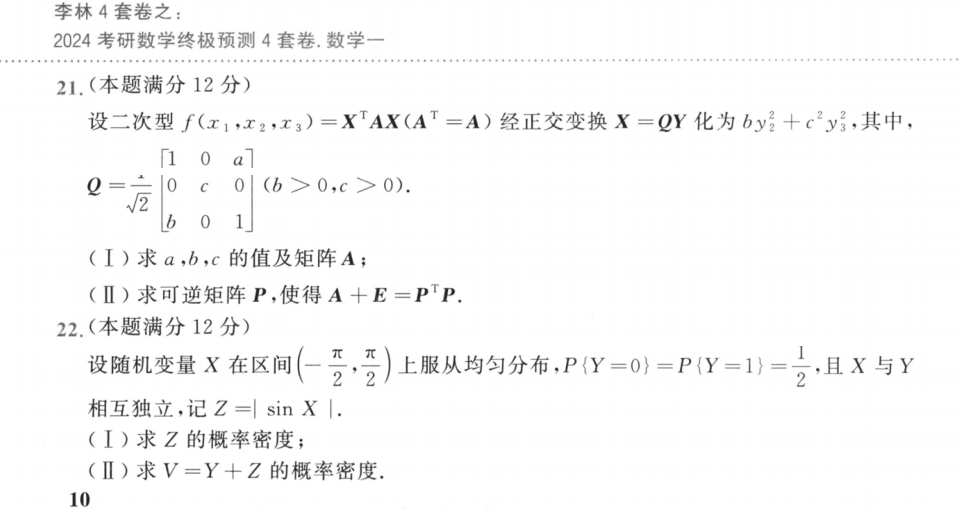 李林4套卷之：
2024考研数学终极预测4套卷.数学一
21.(本题满分12分)
设二次型 f(x₁,x₂,x₃)=XᵀAX(Aᵀ=A)经正交变换 X=QY 化为 by₂²+c²y₃²,其中,
Q=1/√2 [1 0 a; 0 c 0; b 0 1] (b>0,c>0).
(Ⅰ)求 a,b,c 的值及矩阵 A;
(Ⅱ)求可逆矩阵 P,使得 A+E=PᵀP.
22.(本题满分12分)
设随机变量 X 在区间(-π/2,π/2)上服从均匀分布,P{Y=0}=P{Y=1}=1/2,且 X 与 Y
相互独立,记 Z=| sin X |.
(Ⅰ)求 Z 的概率密度;
(Ⅱ)求 V=Y+Z 的概率密度.
10